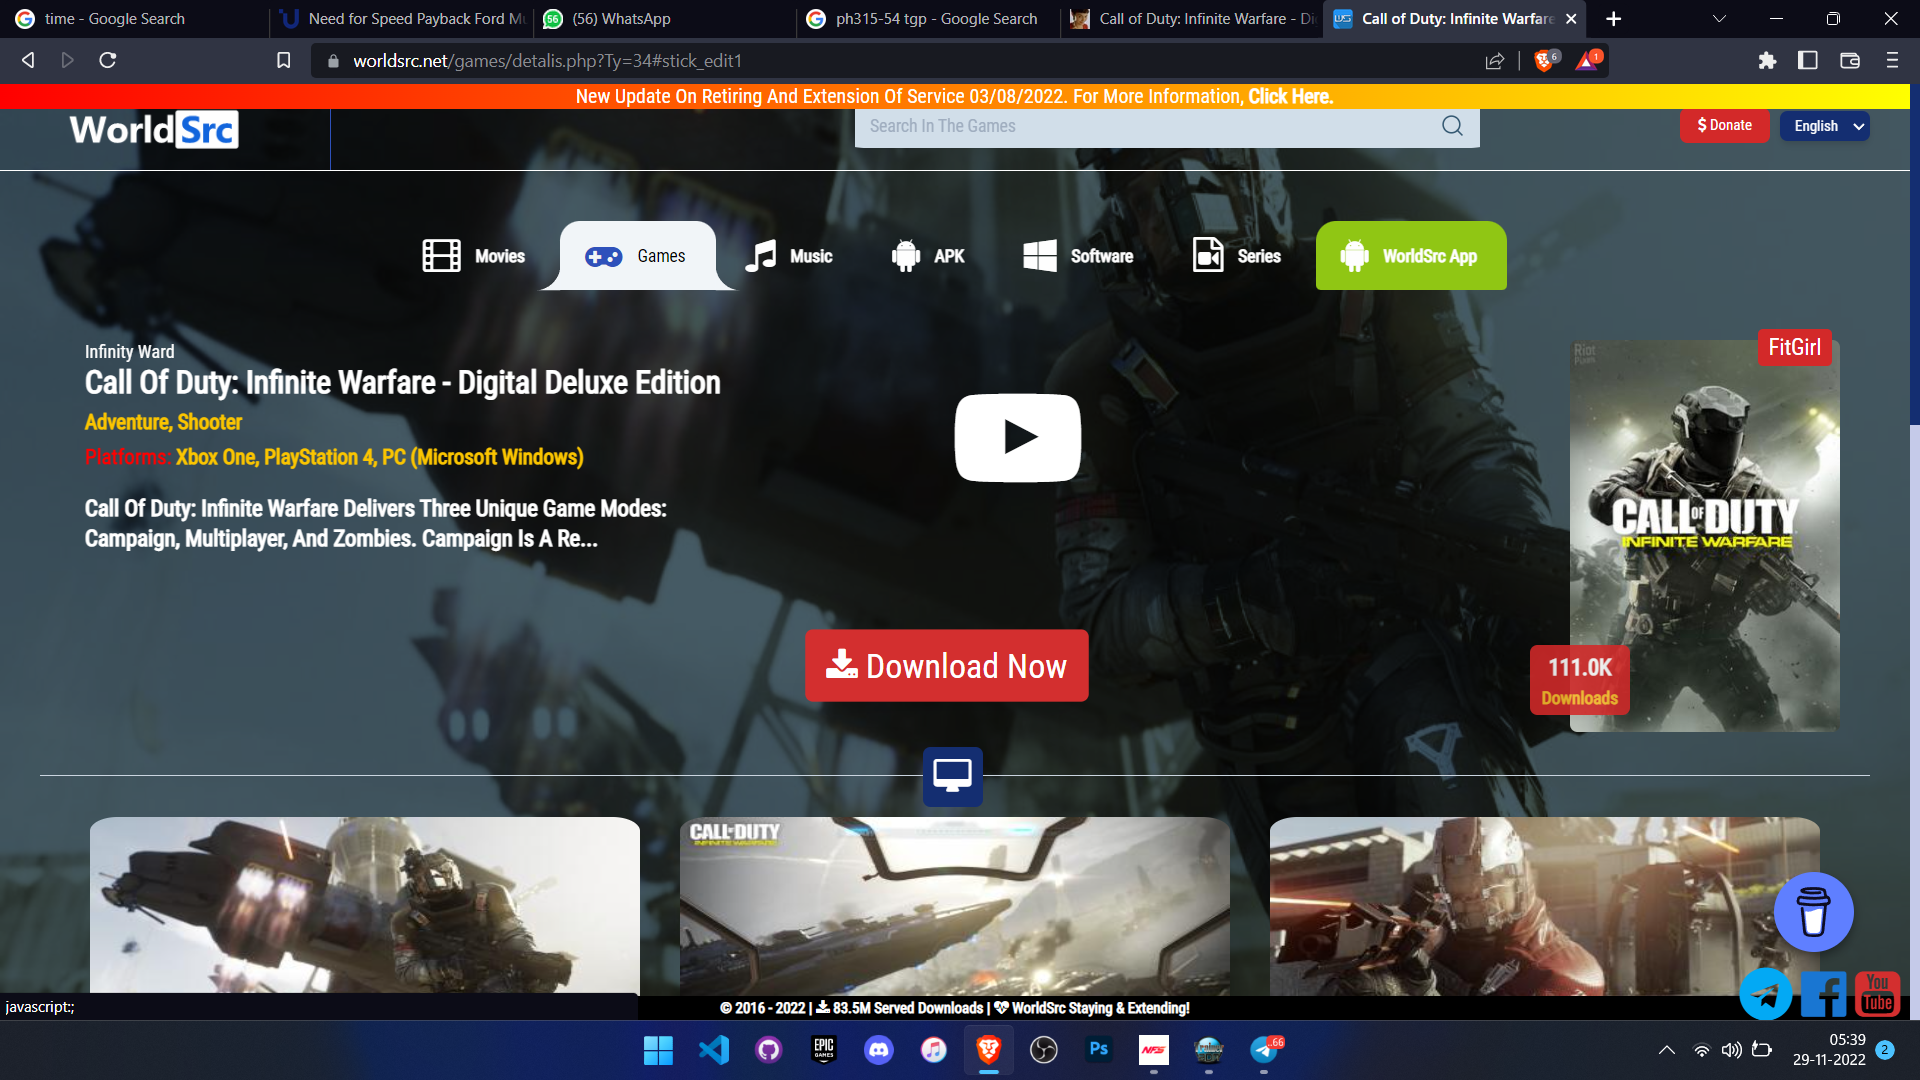 time - Google Search
Need for Speed Payback Ford Mu
(56) WhatsApp
ph315-54 tgp - Google Search
Call of Duty: Infinite Warfare - Di
Call of Duty: Infinite Warfare
worldsrc.net/games/detalis.php?Ty=34#stick_edit1
6
1
New Update On Retiring And Extension Of Service 03/08/2022. For More Information, Click Here.
WorldSrc
Search In The Games
$ Donate
English
Movies
Games
Music
APK
Software
Series
WorldSrc App
Infinity Ward
Call Of Duty: Infinite Warfare - Digital Deluxe Edition
Adventure, Shooter
Platforms: Xbox One, PlayStation 4, PC (Microsoft Windows)
Call Of Duty: Infinite Warfare Delivers Three Unique Game Modes:
Campaign, Multiplayer, And Zombies. Campaign Is A Re...
FitGirl
CALL OF DUTY
INFINITE WARFARE
Download Now
111.0K
Downloads
CALL OF DUTY
INFINITE WARFARE
javascript:;
© 2016 - 2022 | 83.5M Served Downloads | WorldSrc Staying & Extending!
You
Tube
EPIC
GAMES
Ps
NFS
66
05:39
29-11-2022
2